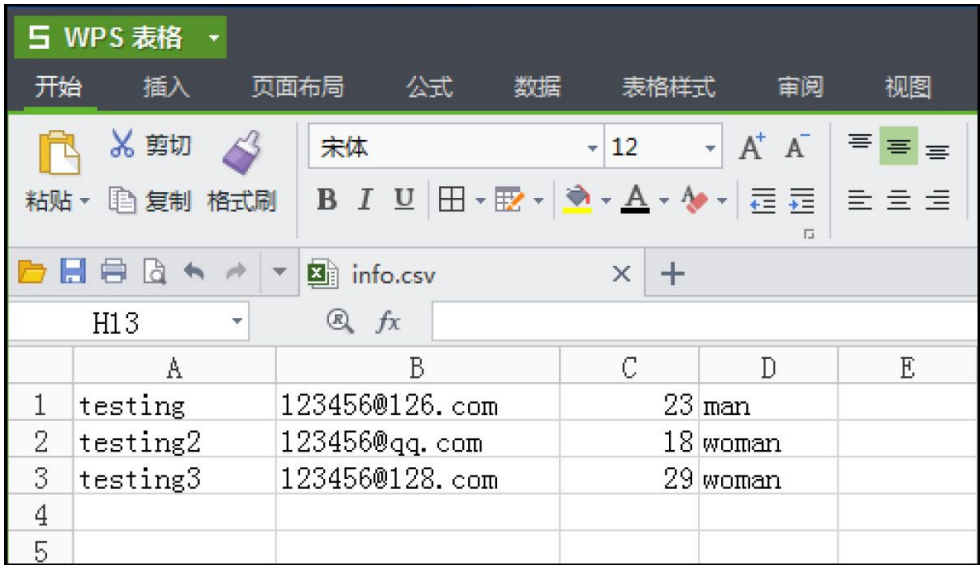 WPS 表格
开始 插入 页面布局 公式 数据 表格样式 审阅 视图
剪切 宋体 12 A+ A-
粘贴 复制 格式刷 B I U A
info.csv
H13 fx
A B C D E
1 testing 123456@126.com 23 man
2 testing2 123456@qq.com 18 woman
3 testing3 123456@128.com 29 woman
4
5